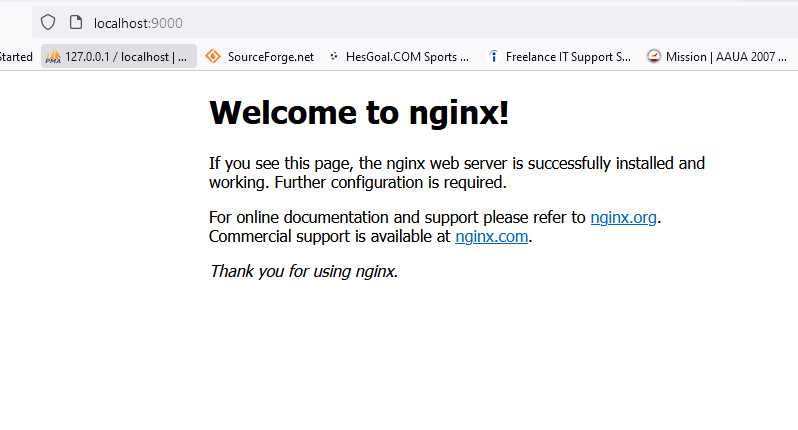 localhost:9000
tarted 127.0.0.1 / localhost | ... SourceForge.net HesGoal.COM Sports ... Freelance IT Support S... Mission | AAUA 2007 ...
Welcome to nginx!
If you see this page, the nginx web server is successfully installed and
working. Further configuration is required.
For online documentation and support please refer to nginx.org.
Commercial support is available at nginx.com.
Thank you for using nginx.